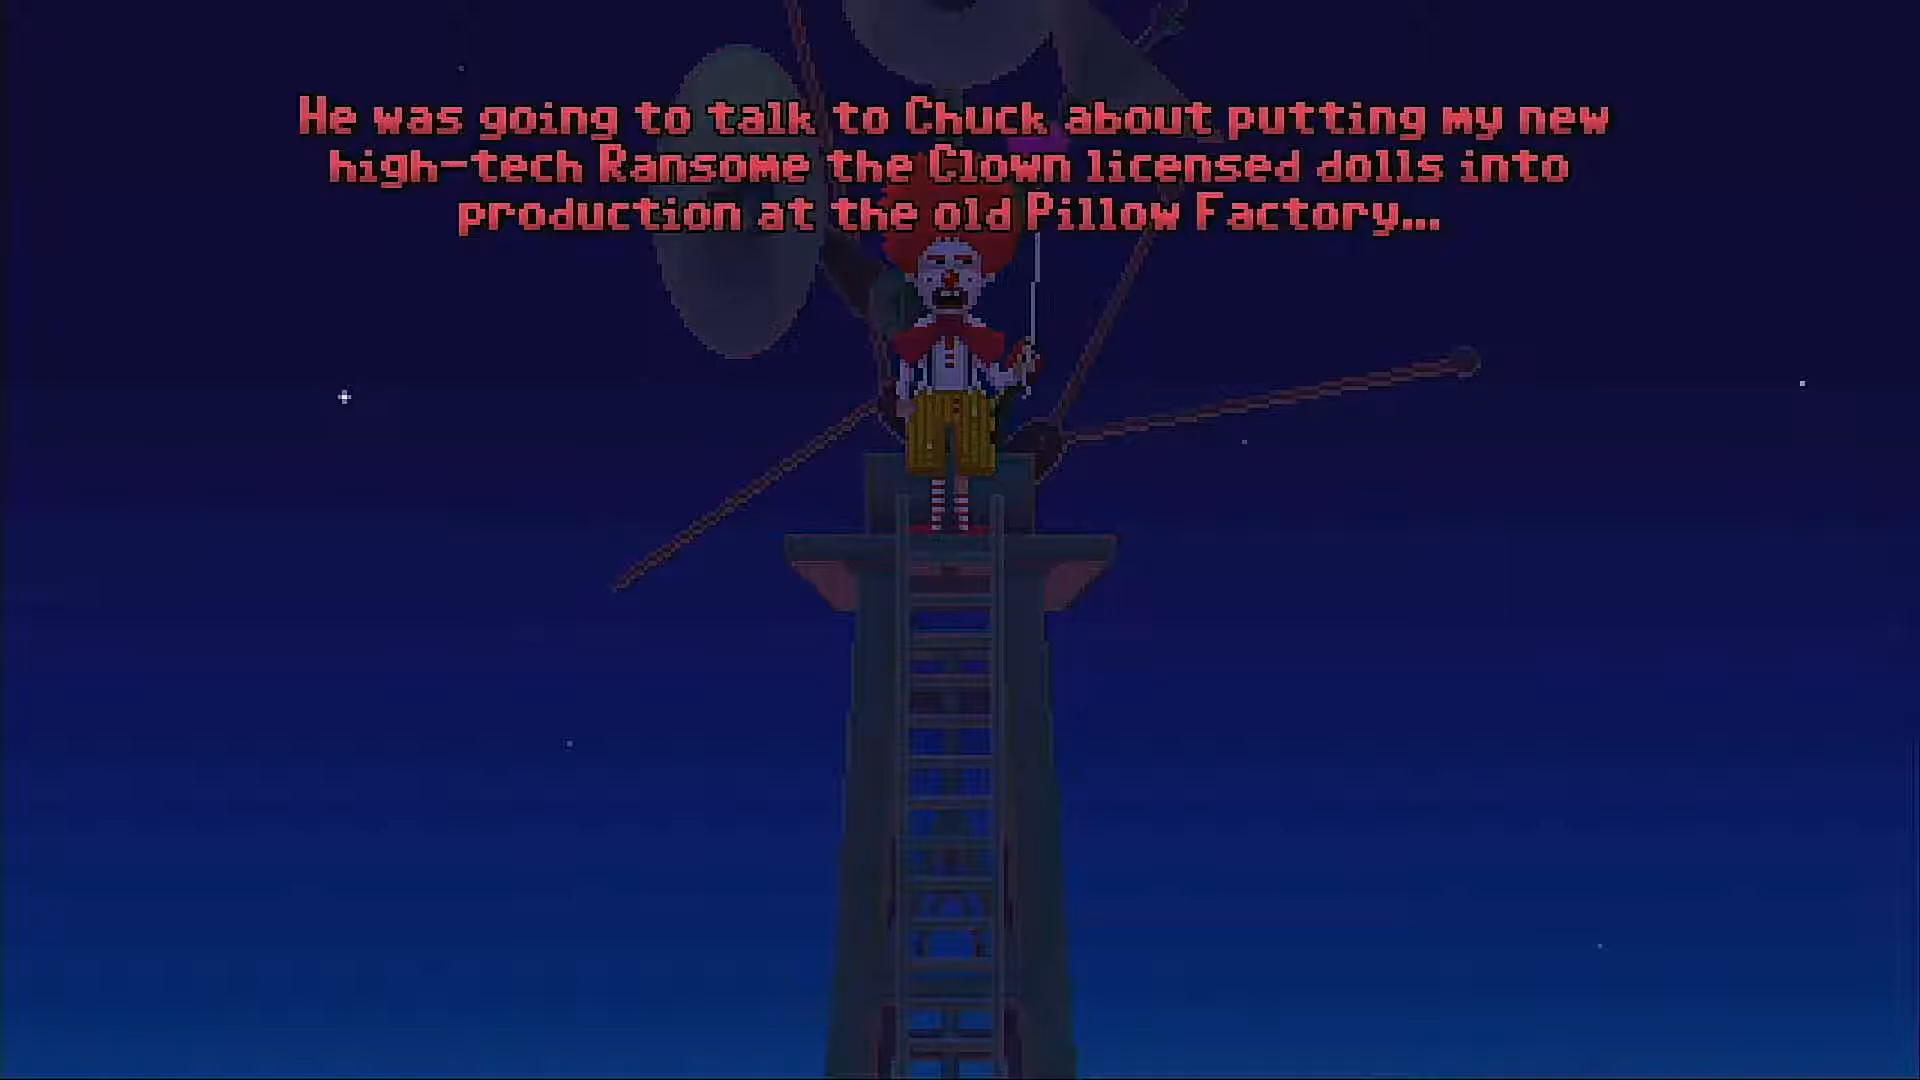 He was going to talk to Chuck about putting my new
high-tech Ransome the Clown licensed dolls into
production at the old Pillow Factory...